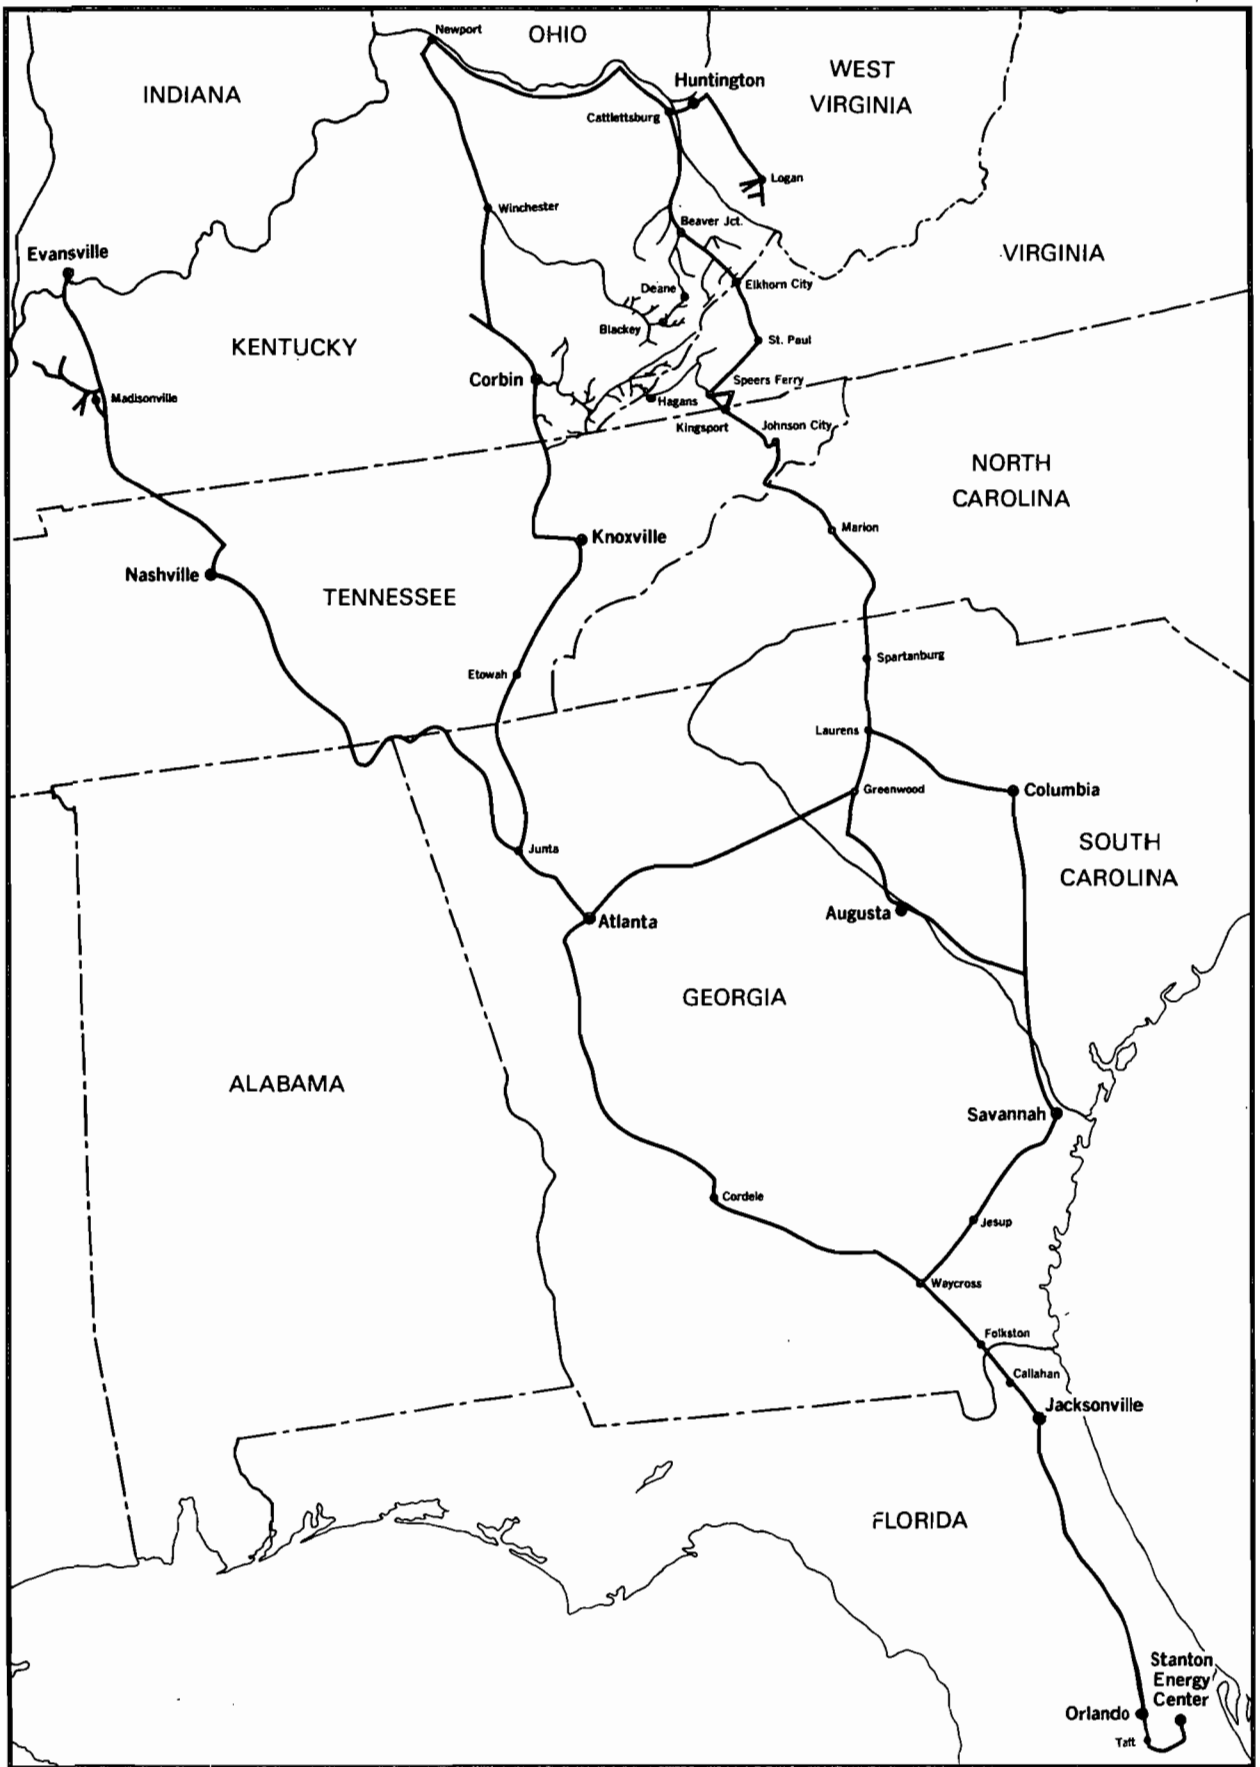 Newport
OHIO
INDIANA
WEST
VIRGINIA
Huntington
Cattlettsburg
Logan
Winchester
Beaver Jct.
Evansville
VIRGINIA
Deane
Elkhorn City
Blackey
KENTUCKY
St. Paul
Corbin
Speers Ferry
Madisonville
Hagans
Kingsport
Johnson City
NORTH
CAROLINA
Marion
Knoxville
Nashville
TENNESSEE
Spartanburg
Etowah
Laurens
Greenwood
Columbia
SOUTH
CAROLINA
Junta
Augusta
Atlanta
GEORGIA
ALABAMA
Savannah
Cordele
Jesup
Waycross
Folkston
Callahan
Jacksonville
FLORIDA
Stanton
Energy
Center
Orlando
Taft